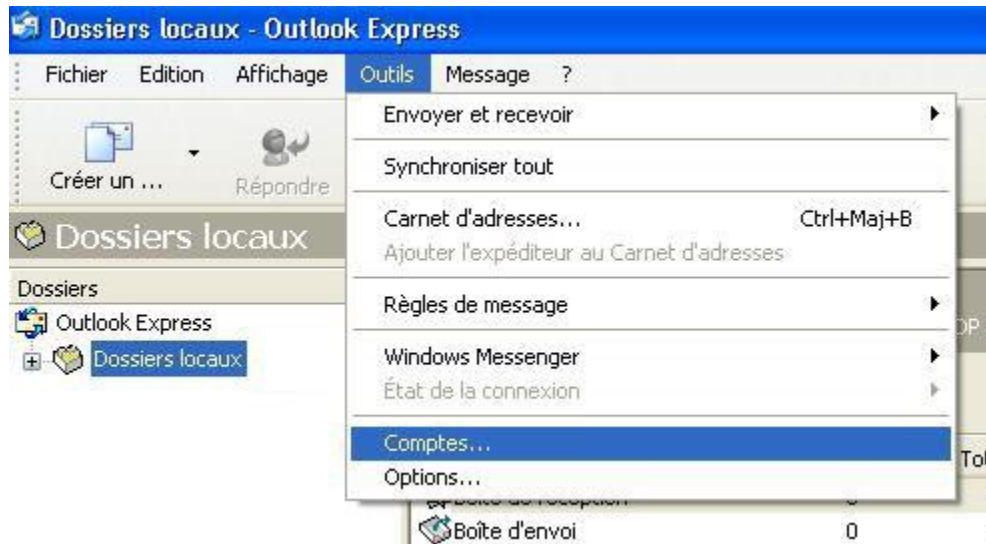 Dossiers locaux - Outlook Express
Fichier Edition Affichage Outils Message ?
Envoyer et recevoir
Synchroniser tout
Créer un ... Répondre
Carnet d'adresses... Ctrl+Maj+B
Ajouter l'expéditeur au Carnet d'adresses
Dossiers locaux
Dossiers
Règles de message
Outlook Express
Dossiers locaux
Windows Messenger
État de la connexion
Comptes...
Options...
Boîte d'envoi 0